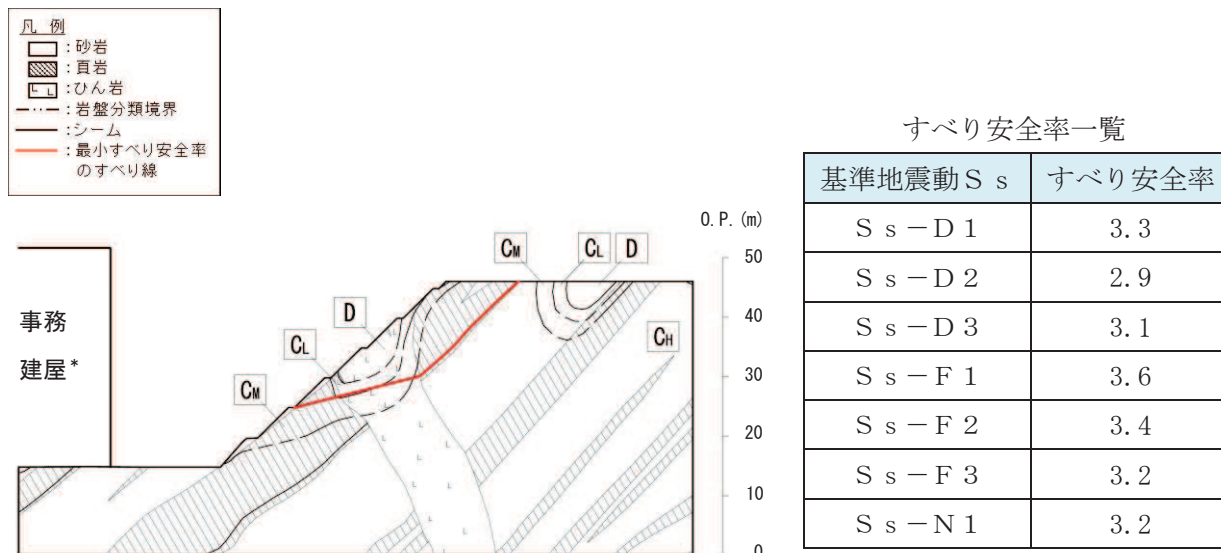 凡 例
：砂岩
：頁岩
：ひん岩
：岩盤分類境界
：シーム
：最小すべり安全率
のすべり線
すべり安全率一覧
基準地震動Ｓｓ すべり安全率
Ｓｓ－Ｄ１ 3.3
Ｓｓ－Ｄ２ 2.9
Ｓｓ－Ｄ３ 3.1
Ｓｓ－Ｆ１ 3.6
Ｓｓ－Ｆ２ 3.4
Ｓｓ－Ｆ３ 3.2
Ｓｓ－Ｎ１ 3.2
O.P.(m)
50
40
30
20
10
0
CM
CL
D
D
CL
CM
CH
事務
建屋*